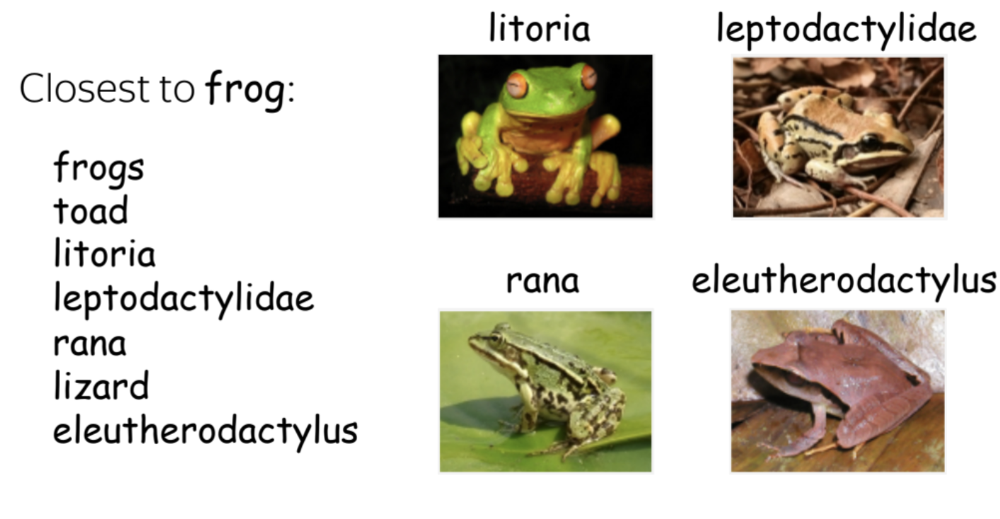 Closest to frog:
frogs
toad
litoria
leptodactylidae
rana
lizard
eleutherodactylus
litoria
leptodactylidae
rana
eleutherodactylus